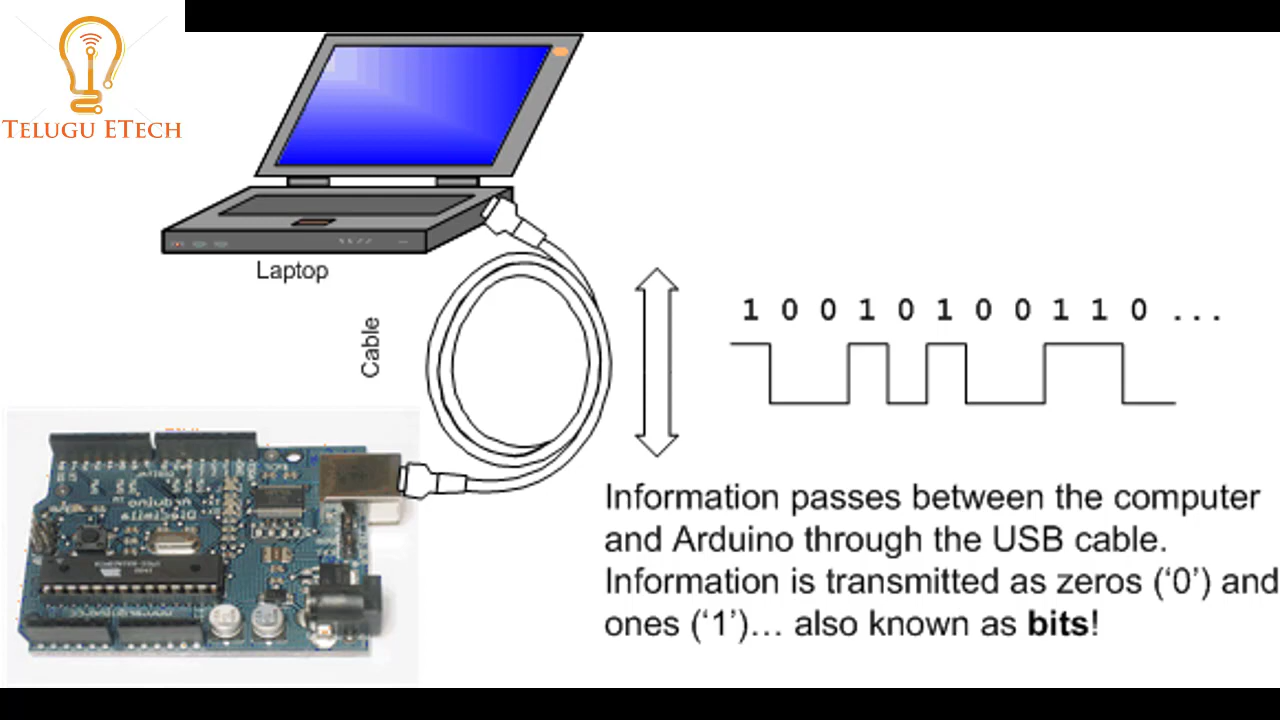 TELUGU ETECH
Laptop
Cable
1 0 0 1 0 1 0 0 1 1 0 ...
Information passes between the computer
and Arduino through the USB cable.
Information is transmitted as zeros (‘0’) and
ones (‘1’)... also known as bits!
Arduino
Diecimila